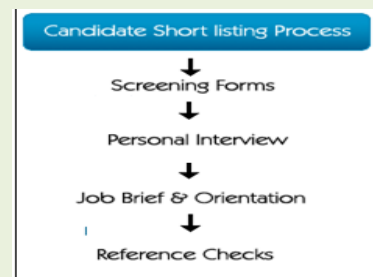 Candidate Short listing Process
Screening Forms
Personal Interview
Job Brief & Orientation
Reference Checks